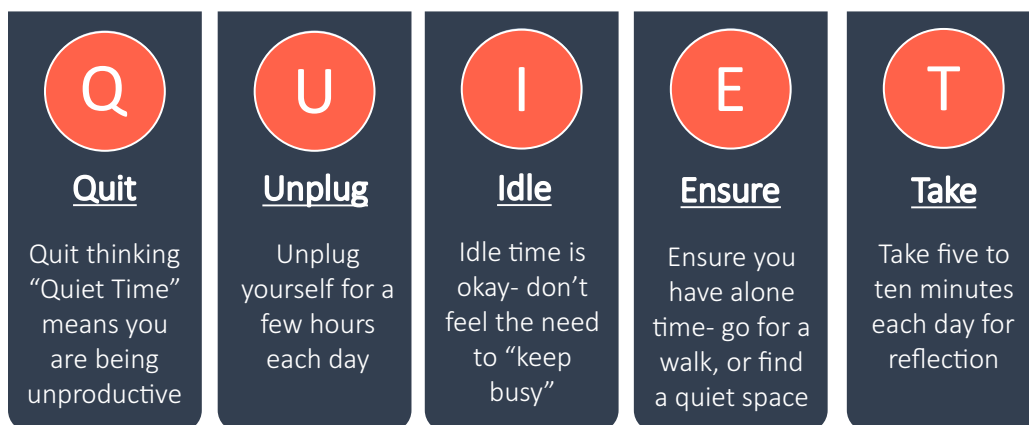 Q
Quit
Quit thinking
“Quiet Time”
means you
are being
unproductive
U
Unplug
Unplug
yourself for a
few hours
each day
I
Idle
Idle time is
okay- don’t
feel the need
to “keep
busy”
E
Ensure
Ensure you
have alone
time- go for a
walk, or find
a quiet space
T
Take
Take five to
ten minutes
each day for
reflection